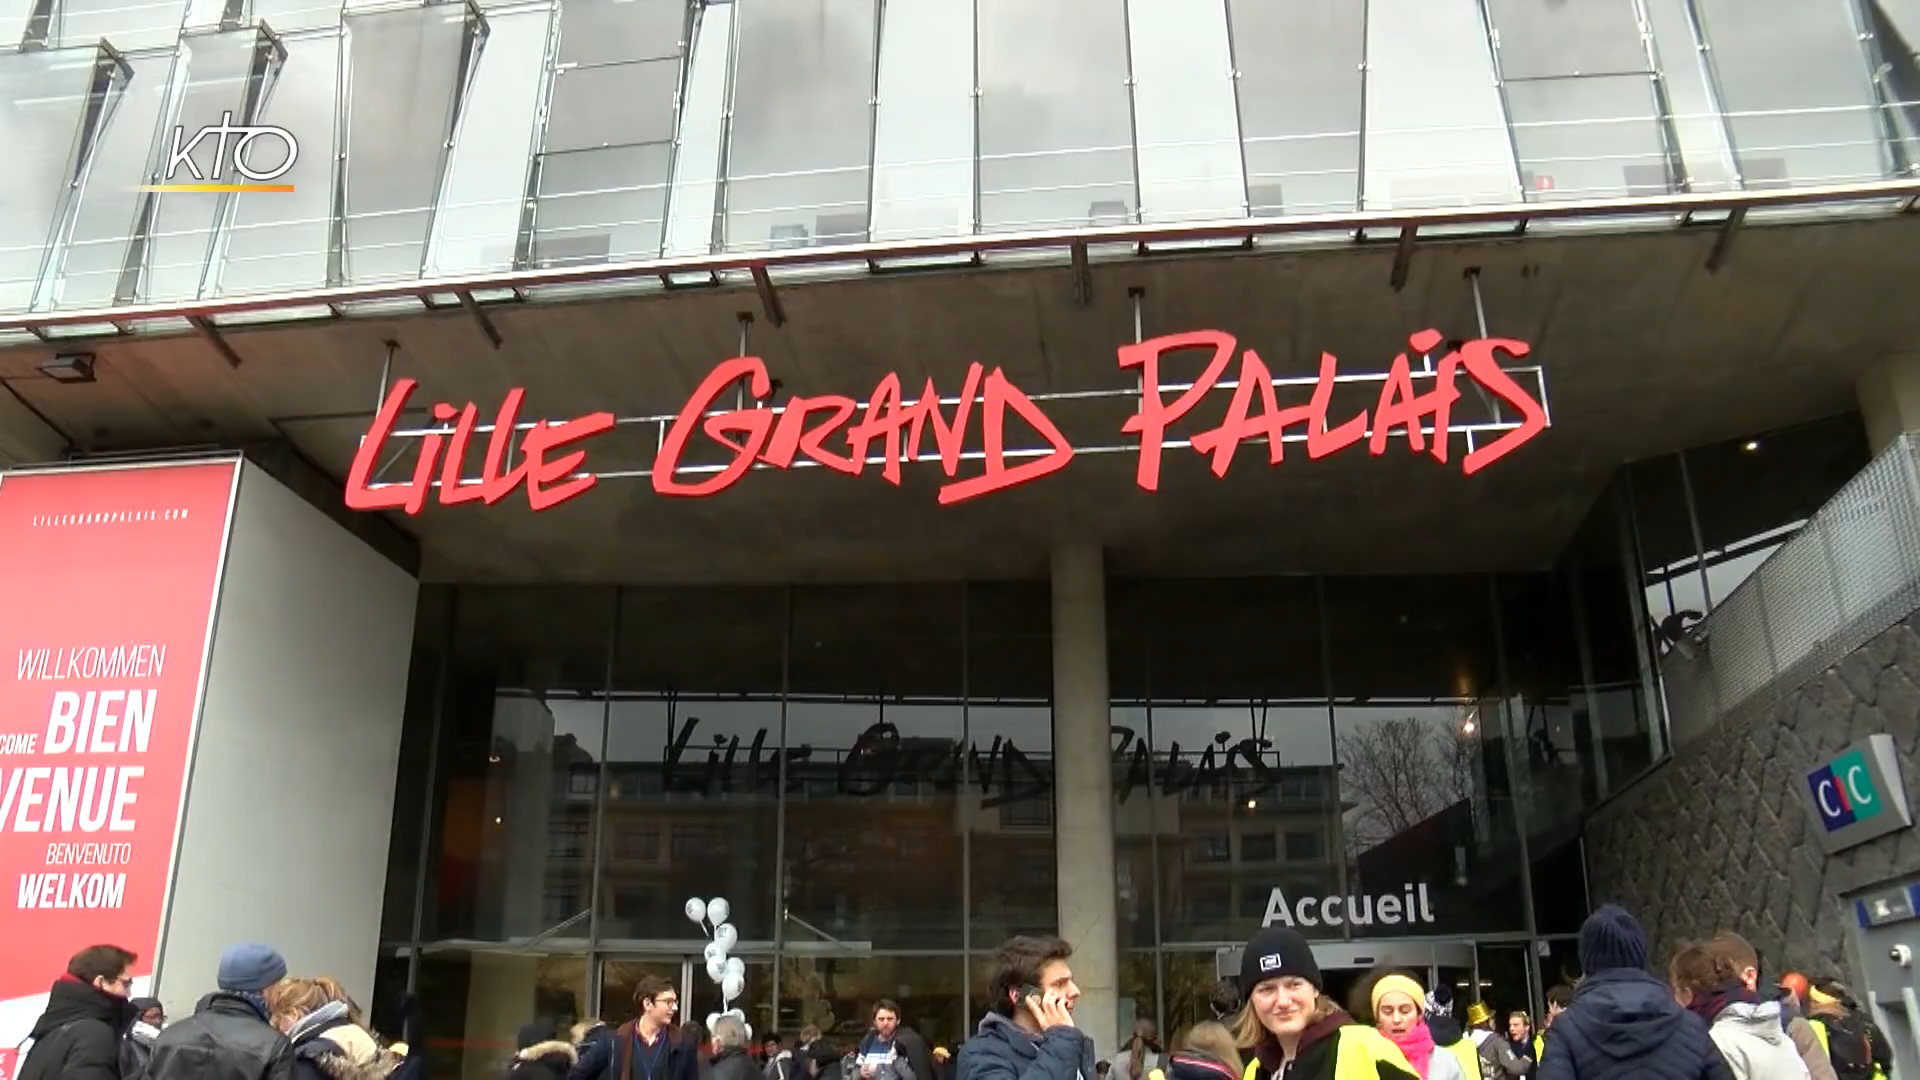 KTO
LILLE GRAND PALAIS
LILLEGRANDPALAIS.COM
WILLKOMMEN
COME BIEN
VENUE
BENVENUTO
WELKOM
LILLE GRAND PALAIS
CIC
Accueil